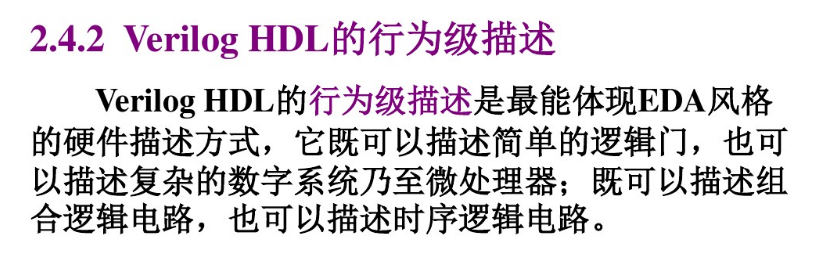 2.4.2 Verilog HDL的行为级描述
Verilog HDL的行为级描述是最能体现EDA风格
的硬件描述方式，它既可以描述简单的逻辑门，也可
以描述复杂的数字系统乃至微处理器；既可以描述组
合逻辑电路，也可以描述时序逻辑电路。